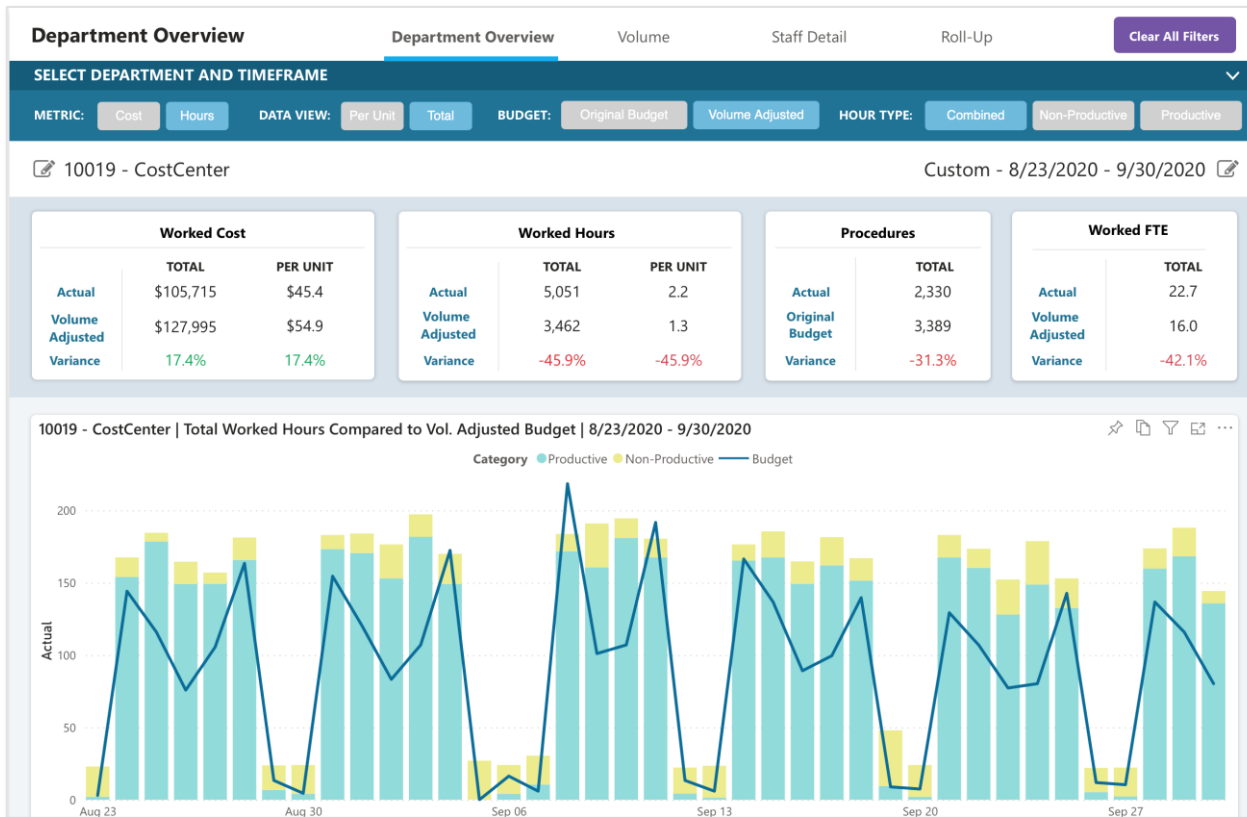 Department Overview
Department Overview
Volume
Staff Detail
Roll-Up
Clear All Filters
SELECT DEPARTMENT AND TIMEFRAME
METRIC: Cost Hours DATA VIEW: Per Unit Total BUDGET: Original Budget Volume Adjusted HOUR TYPE: Combined Non-Productive Productive
10019 - CostCenter
Custom - 8/23/2020 - 9/30/2020
Worked Cost
TOTAL PER UNIT
Actual $105,715 $45.4
Volume
Adjusted $127,995 $54.9
Variance 17.4% 17.4%
Worked Hours
TOTAL PER UNIT
Actual 5,051 2.2
Volume
Adjusted 3,462 1.3
Variance -45.9% -45.9%
Procedures
TOTAL
Actual 2,330
Original
Budget 3,389
Variance -31.3%
Worked FTE
TOTAL
Actual 22.7
Volume
Adjusted 16.0
Variance -42.1%
10019 - CostCenter | Total Worked Hours Compared to Vol. Adjusted Budget | 8/23/2020 - 9/30/2020
Category Productive Non-Productive Budget
Actual
200
150
100
50
0
Aug 23 Aug 30 Sep 06 Sep 13 Sep 20 Sep 27